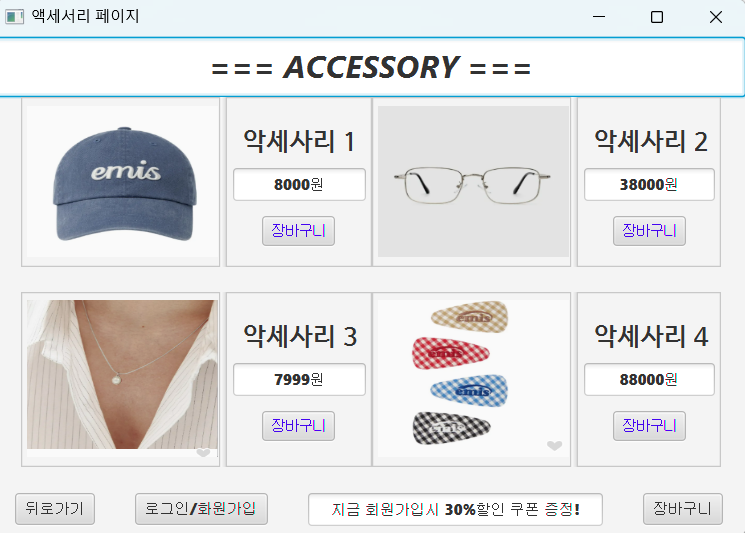 액세서리 페이지
=== ACCESSORY ===
emis
악세사리 1
8000원
장바구니
악세사리 2
38000원
장바구니
악세사리 3
7999원
장바구니
emis
emis
emis
emis
악세사리 4
88000원
장바구니
뒤로가기
로그인/화원가입
지금 회원가입시 30%할인 쿠폰 증정!
장바구니